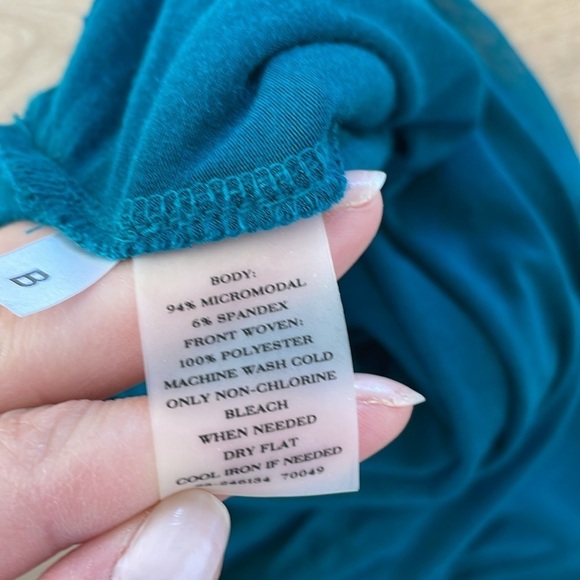 BODY:
94% MICROMODAL
6% SPANDEX
FRONT WOVEN:
100% POLYESTER
MACHINE WASH COLD
ONLY NON-CHLORINE
BLEACH
WHEN NEEDED
DRY FLAT
COOL IRON IF NEEDED
70049
B